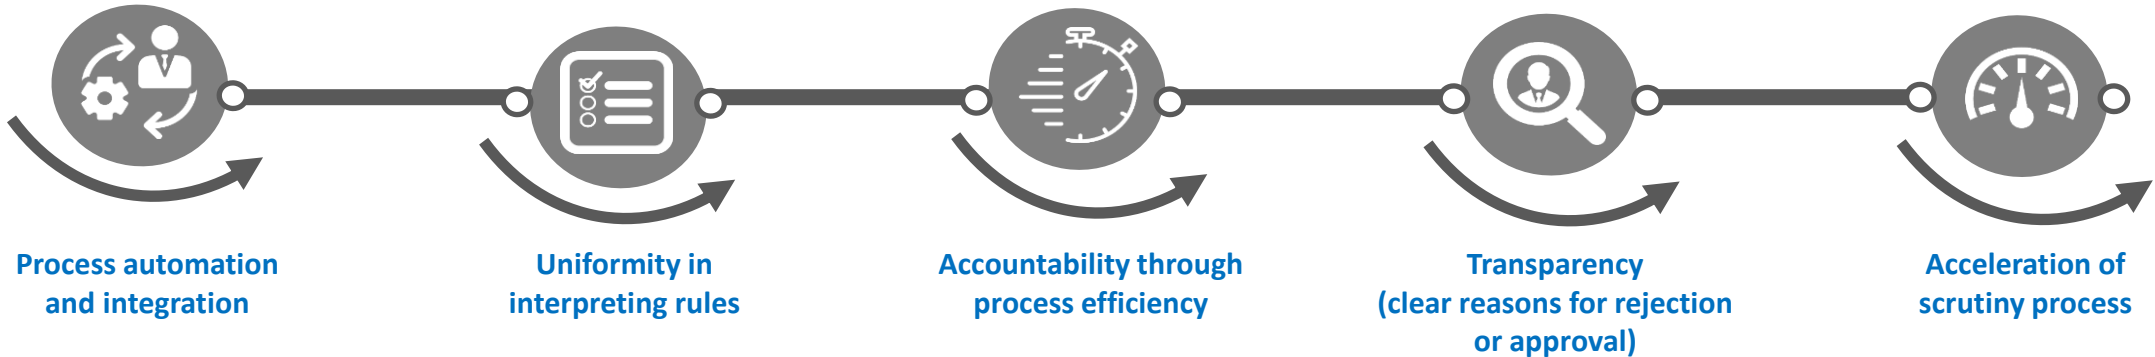 Process automation
and integration
Uniformity in
interpreting rules
Accountability through
process efficiency
Transparency
(clear reasons for rejection
or approval)
Acceleration of
scrutiny process